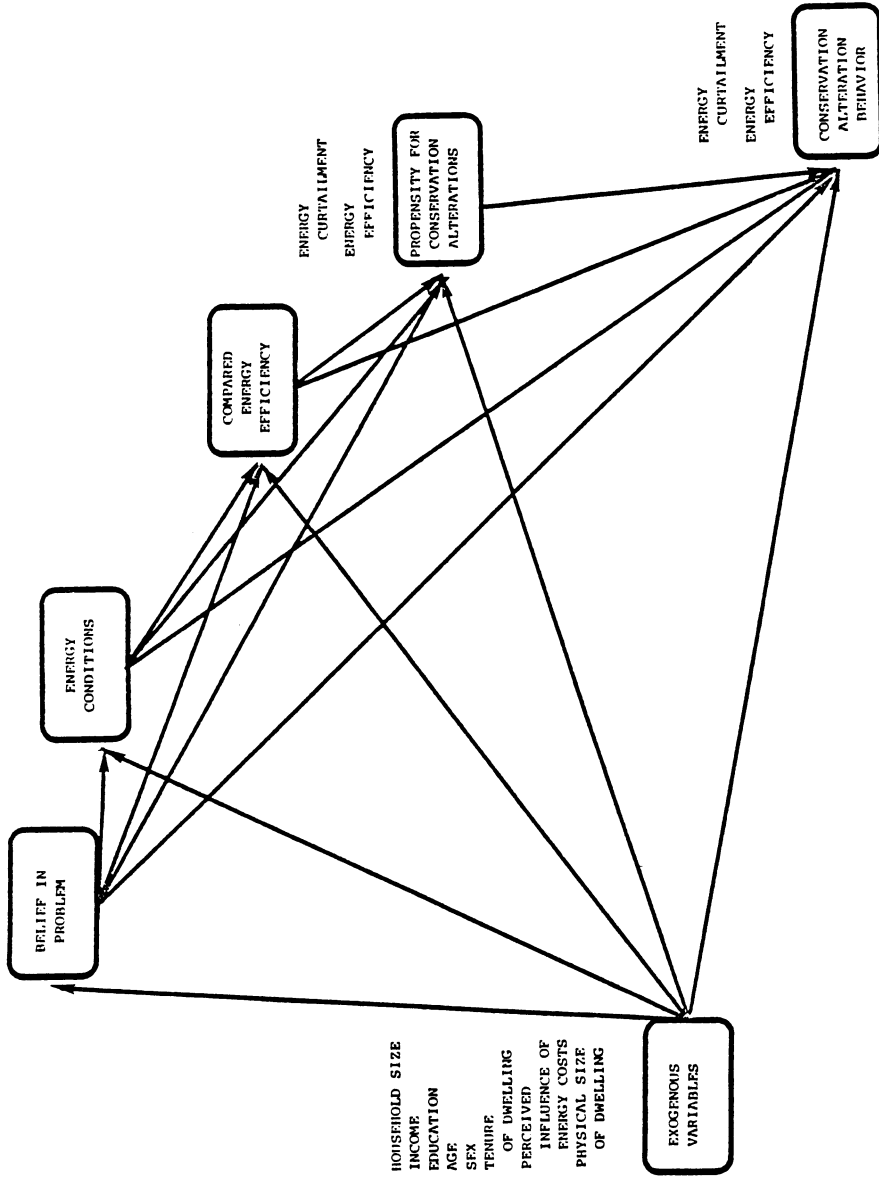 BELIEF IN
PROBLEM
ENERGY
CONDITIONS
COMPARED
ENERGY
EFFICIENCY
ENERGY
CURTAILMENT
ENERGY
EFFICIENCY
PROPENSITY FOR
CONSERVATION
ALTERATIONS
ENERGY
CURTAILMENT
ENERGY
EFFICIENCY
CONSERVATION
ALTERATION
BEHAVIOR
HOUSEHOLD SIZE
INCOME
EDUCATION
AGE
SEX
TENURE
OF DWELLING
PERCEIVED
INFLUENCE OF
ENERGY COSTS
PHYSICAL SIZE
OF DWELLING
EXOGENOUS
VARIABLES